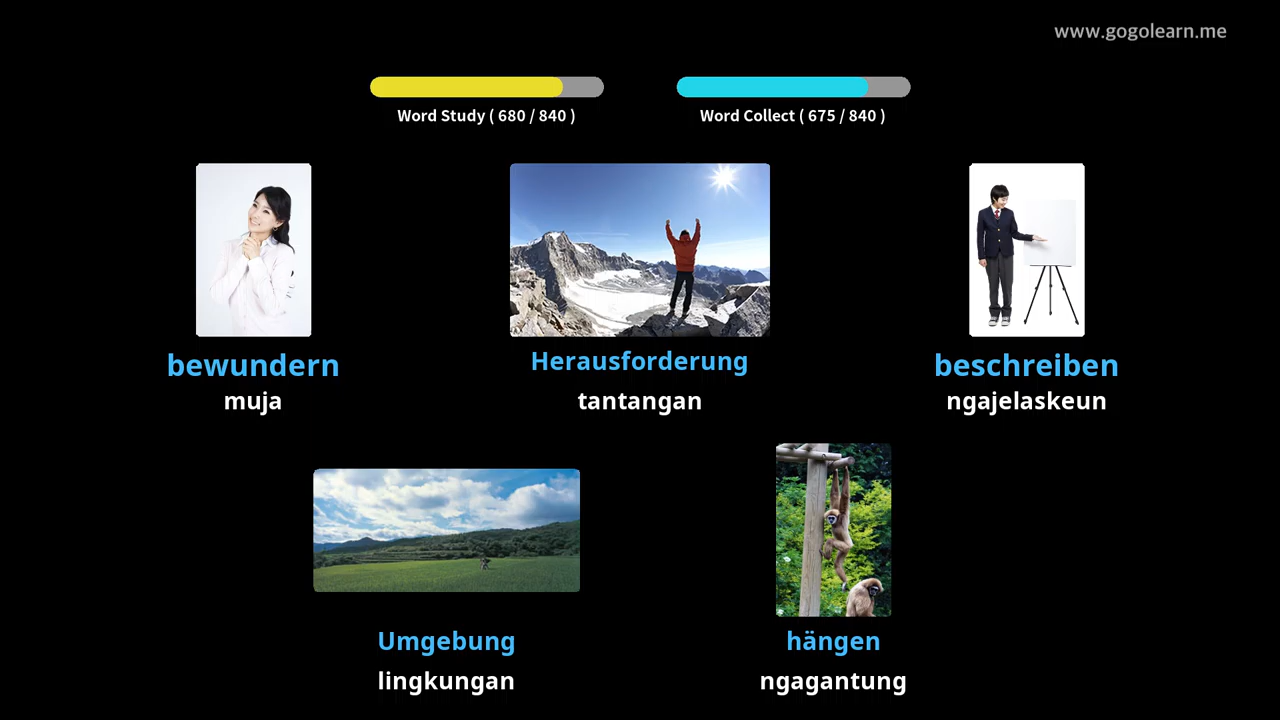 www.gogolearn.me
Word Study ( 680 / 840 )
Word Collect ( 675 / 840 )
bewundern
muja
Herausforderung
tantangan
beschreiben
ngajelaskeun
Umgebung
lingkungan
hängen
ngagantung